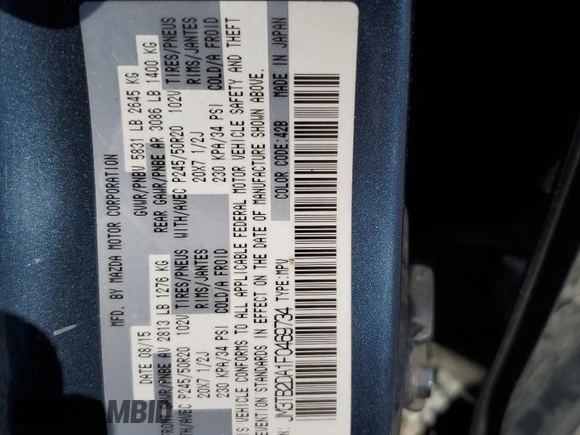 MFD. BY MAZDA MOTOR CORPORATION
DATE 08/15 GVWR/PNBV 5831 LB 2645 KG
FRONT GAWR/PNBE AR 2813 LB 1276 KG REAR GAWR/PNBE AR 3086 LB 1400 KG
WITH/AVEC P245/50R20 102V TIRES/PNEUS WITH/AVEC P245/50R20 102V TIRES/PNEUS
20X7 1/2J RIMS/JANTES 20X7 1/2J RIMS/JANTES
230 KPA/34 PSI COLD/A FROID 230 KPA/34 PSI COLD/A FROID
THIS VEHICLE CONFORMS TO ALL APPLICABLE FEDERAL MOTOR VEHICLE SAFETY AND THEFT
PREVENTION STANDARDS IN EFFECT ON THE DATE OF MANUFACTURE SHOWN ABOVE.
JM3TB2DA1F0469734 TYPE:MPV COLOR CODE:42B MADE IN JAPAN